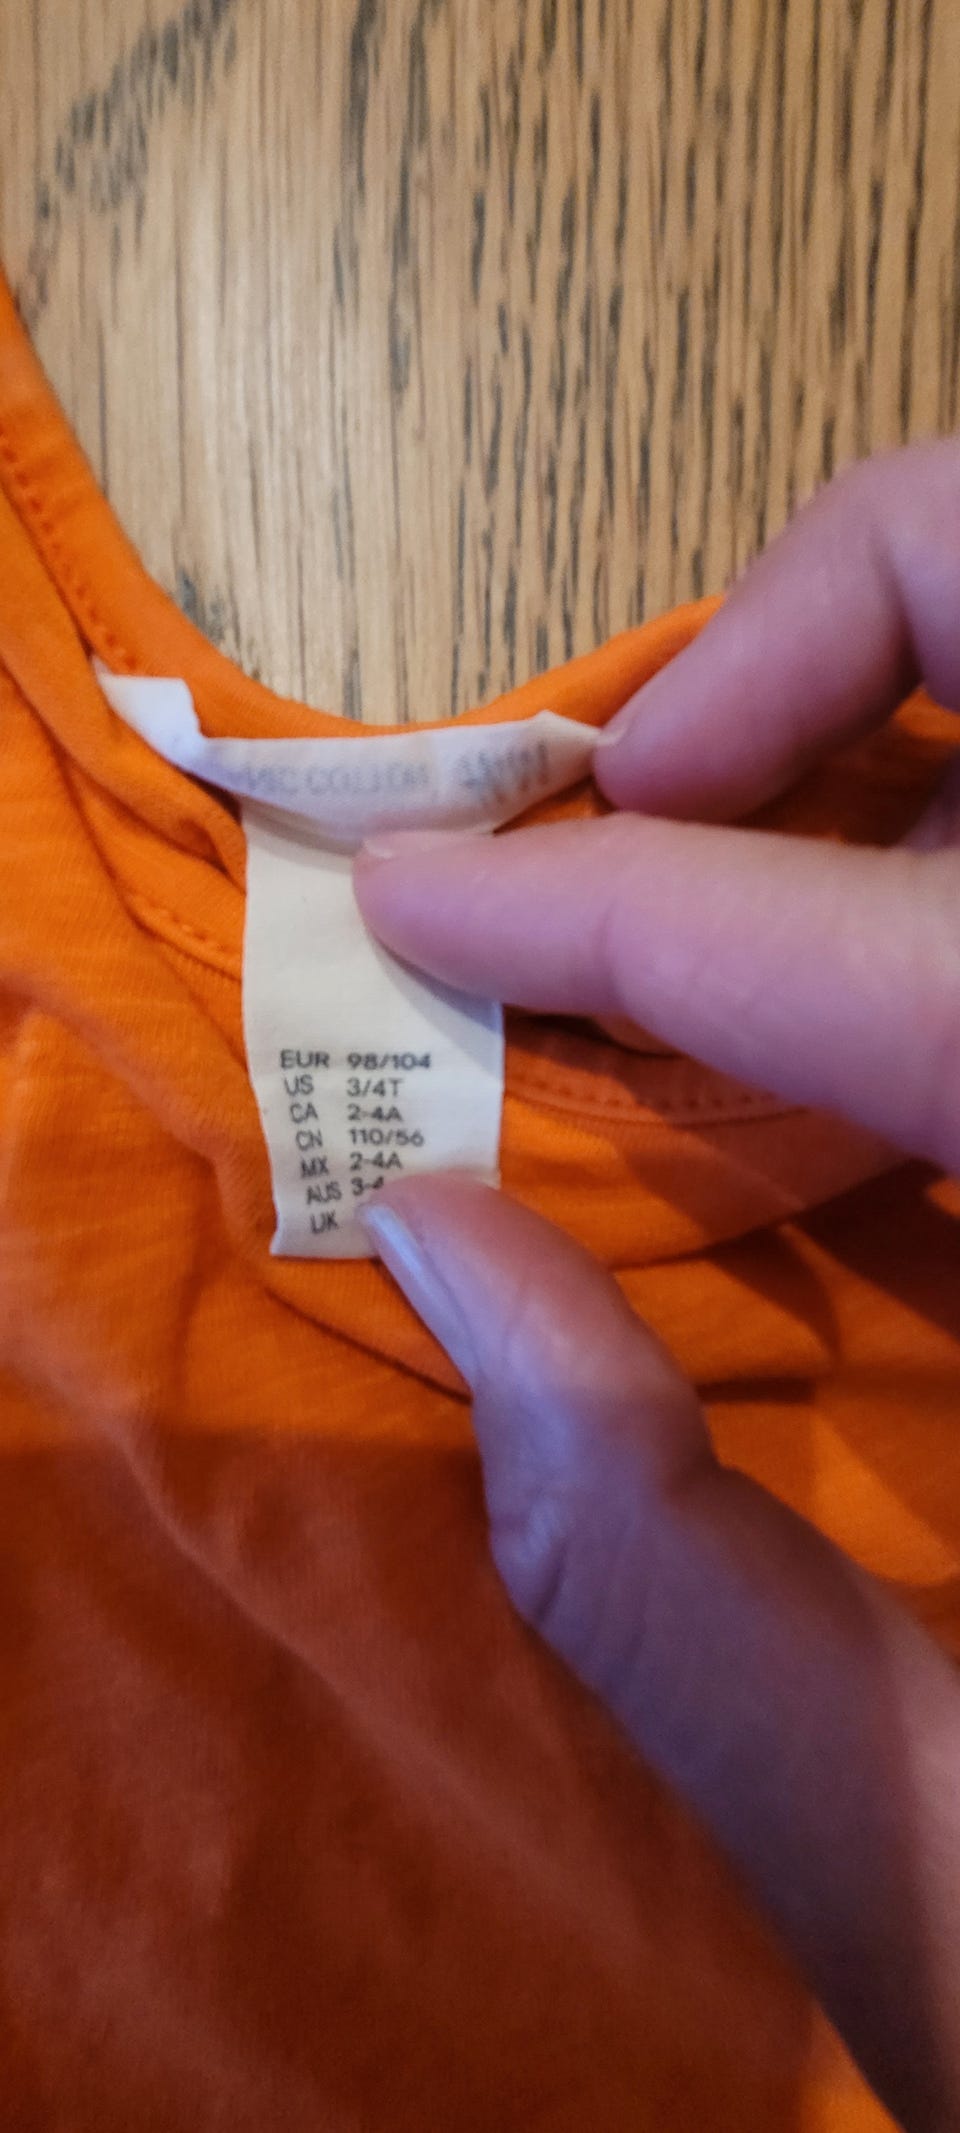 EUR 98/104
US 3/4T
CA 2-4A
CN 110/56
MX 2-4A
AUS 3-4
UK